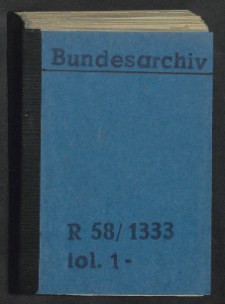 Bundesarchiv
R 58/1333
fol. 1-